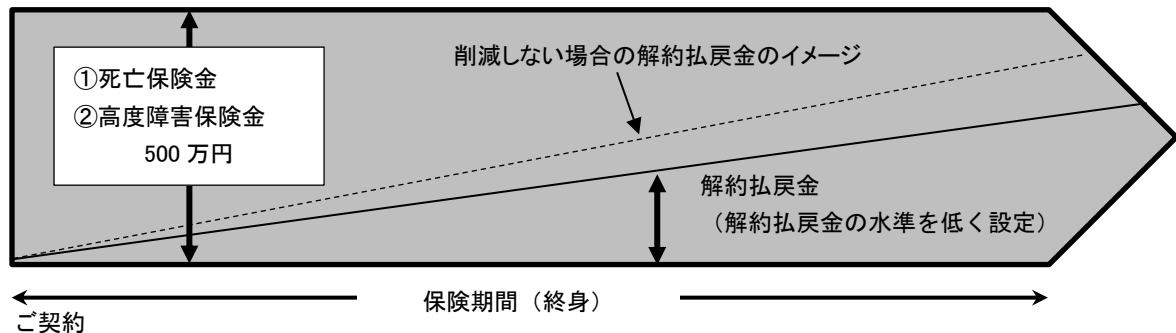 ①死亡保険金
②高度障害保険金
500 万円
削減しない場合の解約払戻金のイメージ
解約払戻金
（解約払戻金の水準を低く設定）
保険期間（終身）
ご契約